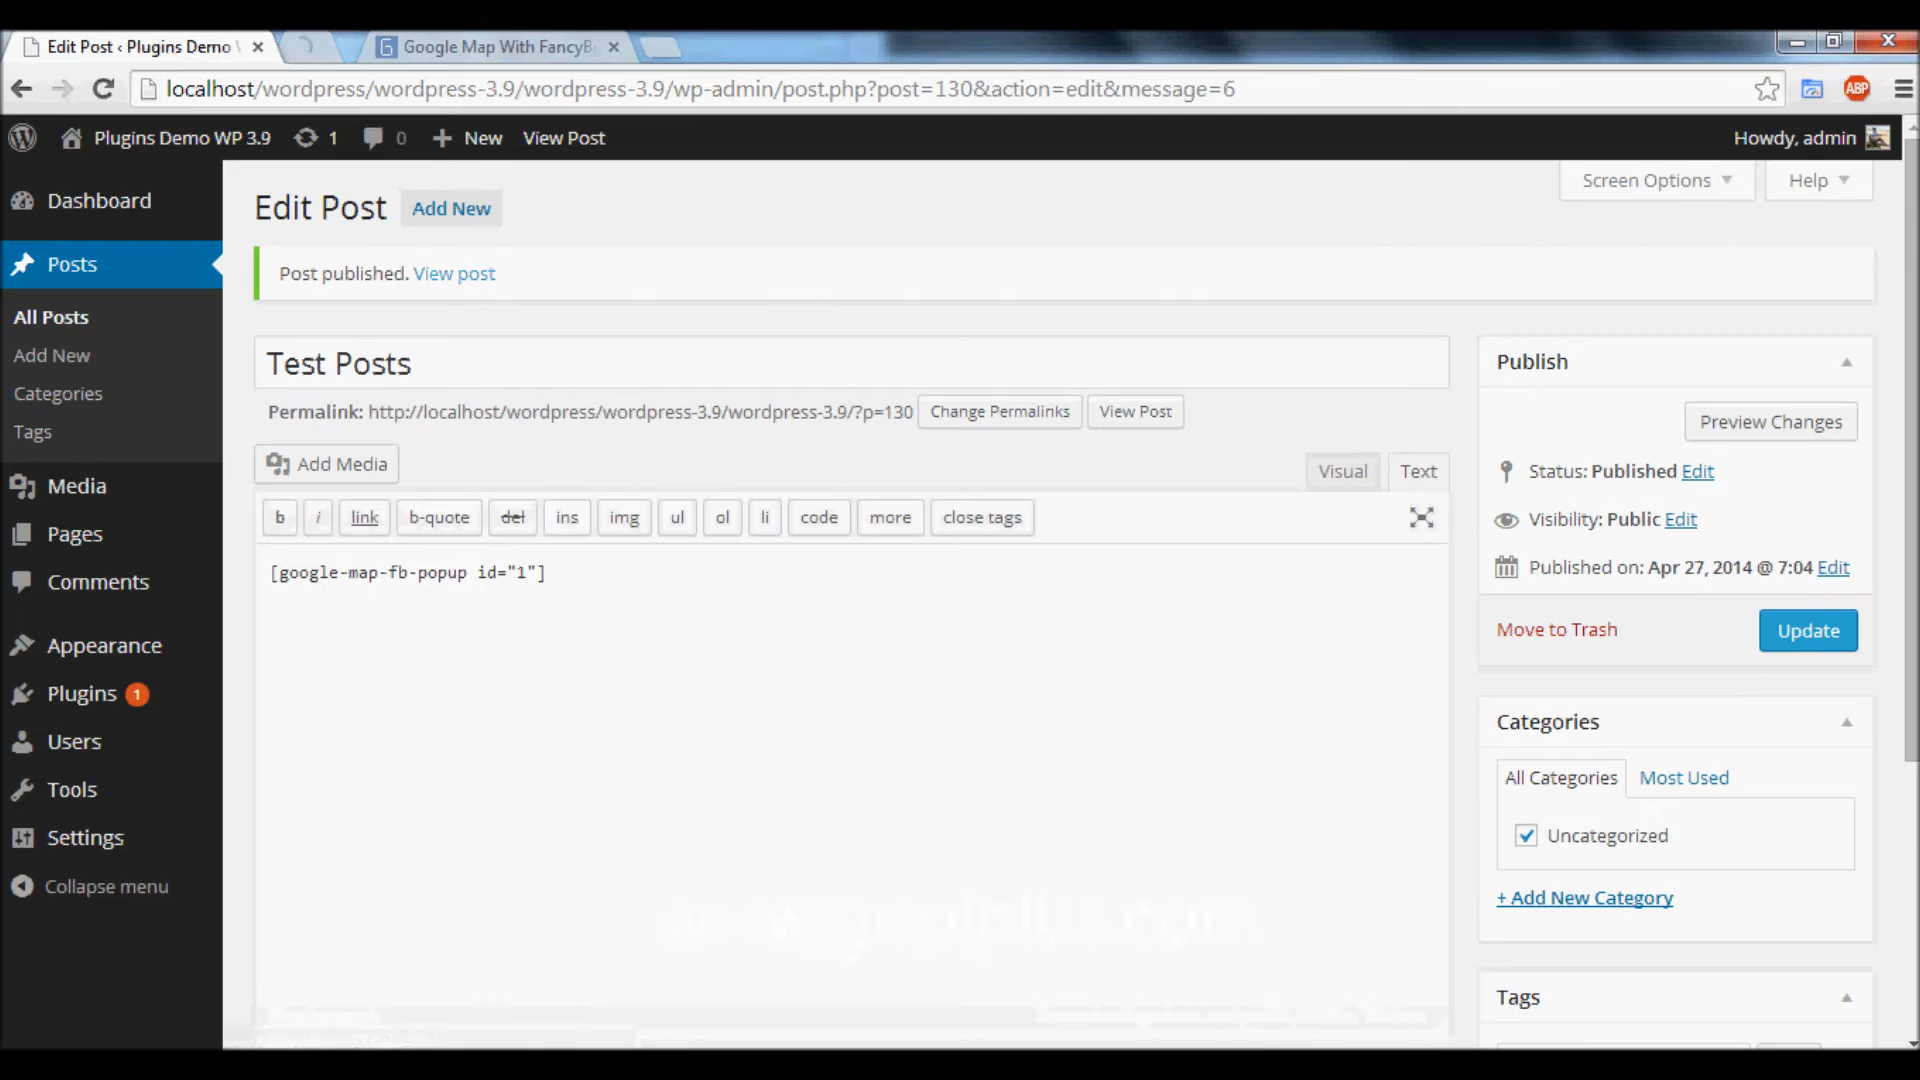 Edit Post ‹ Plugins Demo
Google Map With FancyB
localhost/wordpress/wordpress-3.9/wordpress-3.9/wp-admin/post.php?post=130&action=edit&message=6
ABP
Plugins Demo WP 3.9 1 0 New View Post
Howdy, admin
Dashboard
Posts
All Posts
Add New
Categories
Tags
Media
Pages
Comments
Appearance
Plugins 1
Users
Tools
Settings
Collapse menu
Screen Options Help
Edit Post Add New
Post published. View post
Test Posts
Permalink: http://localhost/wordpress/wordpress-3.9/wordpress-3.9/?p=130 Change Permalinks View Post
Add Media
Visual Text
b i link b-quote del ins img ul ol li code more close tags
[google-map-fb-popup id="1"]
Publish
Preview Changes
Status: Published Edit
Visibility: Public Edit
Published on: Apr 27, 2014 @ 7:04 Edit
Move to Trash Update
Categories
All Categories Most Used
Uncategorized
+ Add New Category
Tags